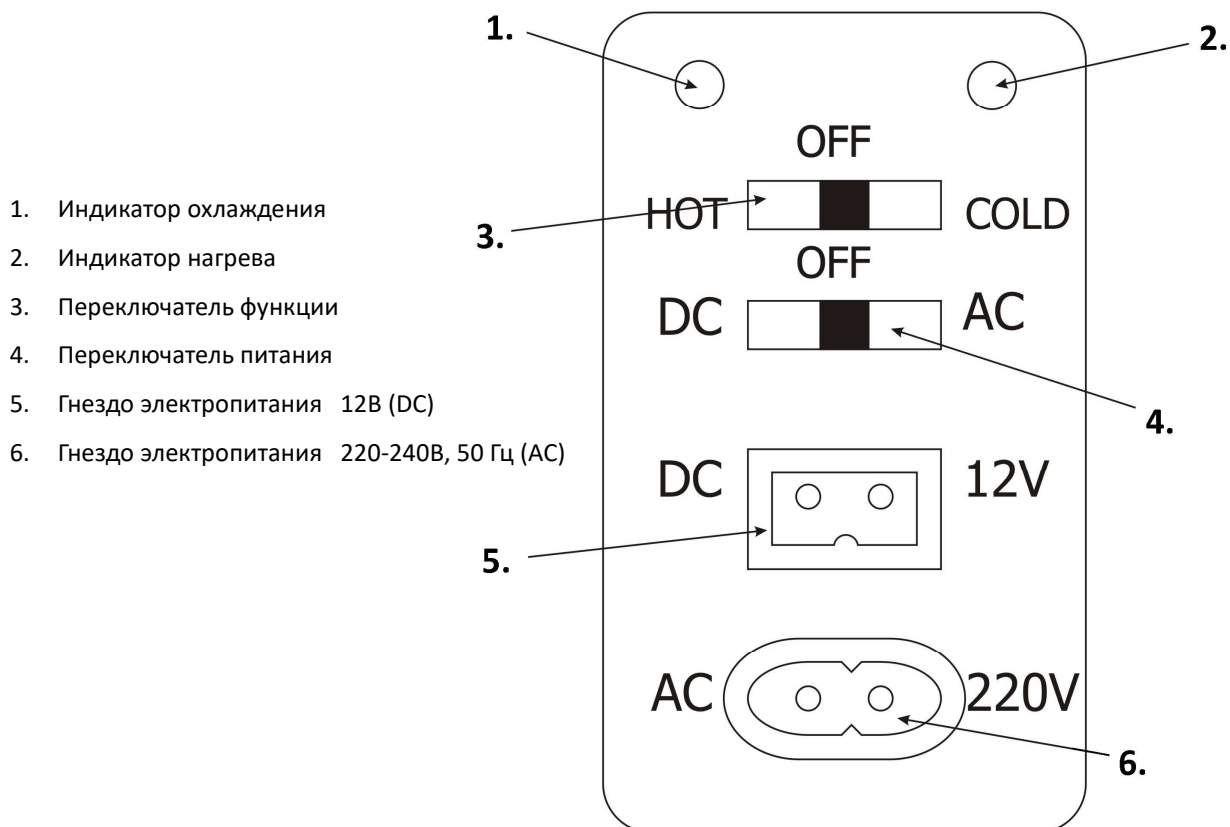 1.
2.
OFF
HOT
COLD
3.
OFF
DC
AC
4.
1. Индикатор охлаждения
2. Индикатор нагрева
3. Переключатель функции
4. Переключатель питания
5. Гнездо электропитания 12В (DC)
6. Гнездо электропитания 220-240В, 50 Гц (AC)
DC
12V
5.
AC
220V
6.